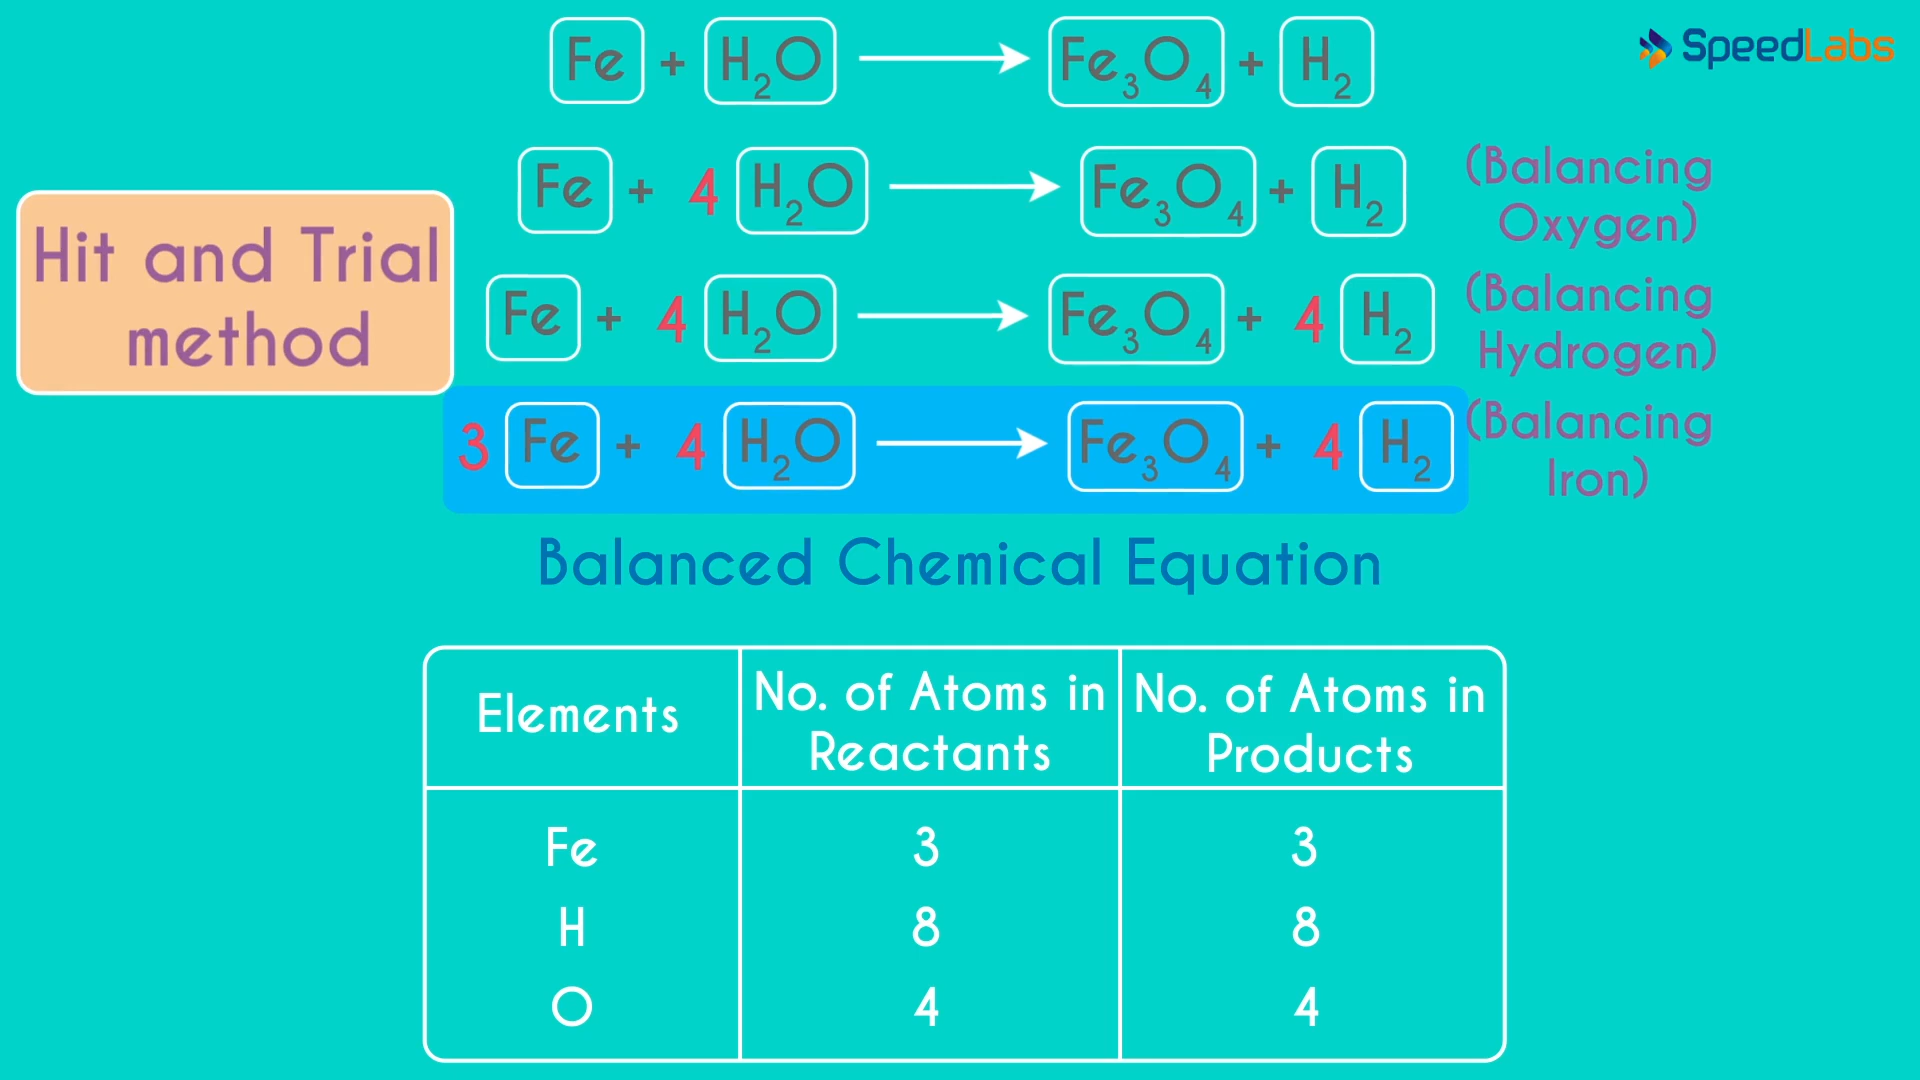 Fe + H₂O → Fe₃O₄ + H₂
SpeedLabs
Fe + 4 H₂O → Fe₃O₄ + H₂
(Balancing
Oxygen)
Hit and Trial
method
Fe + 4 H₂O → Fe₃O₄ + 4 H₂
(Balancing
Hydrogen)
3 Fe + 4 H₂O → Fe₃O₄ + 4 H₂
(Balancing
Iron)
Balanced Chemical Equation
Elements
No. of Atoms in
Reactants
No. of Atoms in
Products
Fe 3 3
H 8 8
O 4 4